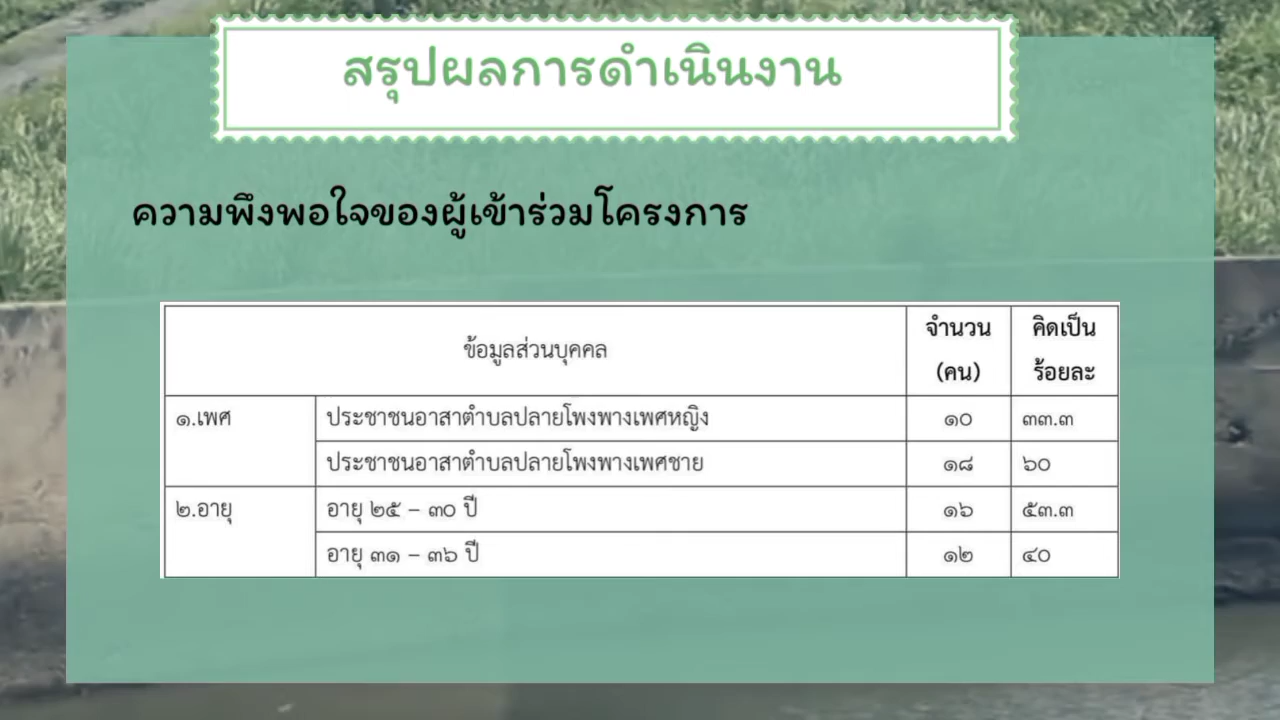 สรุปผลการดำเนินงาน
ความพึงพอใจของผู้เข้าร่วมโครงการ
ข้อมูลส่วนบุคคล จำนวน (คน) คิดเป็น ร้อยละ
๑.เพศ ประชาชนอาสาตำบลปลายโพงพางเพศหญิง ๑๐ ๓๓.๓
ประชาชนอาสาตำบลปลายโพงพางเพศชาย ๑๘ ๖๐
๒.อายุ อายุ ๒๕ – ๓๐ ปี ๑๖ ๕๓.๓
อายุ ๓๑ – ๓๖ ปี ๑๒ ๔๐